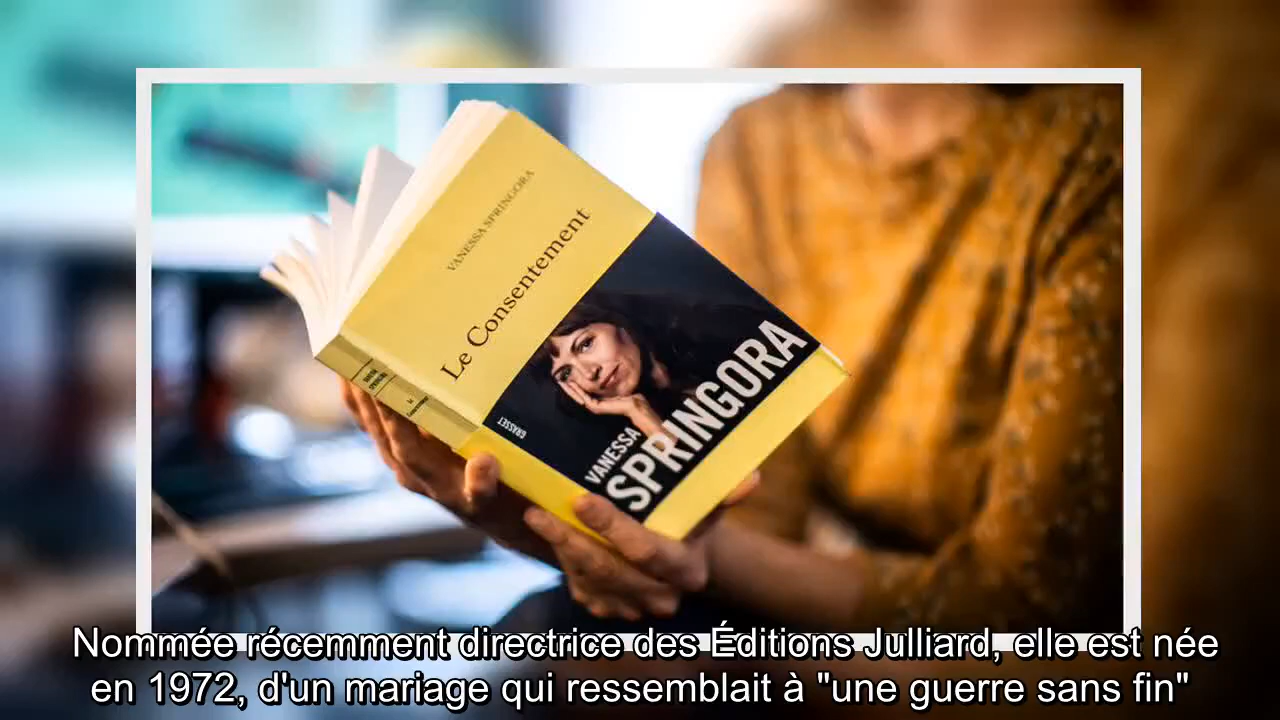 VANESSA SPRINGORA
Le Consentement
GRASSET
VANESSA
SPRINGORA
Nommée récemment directrice des Éditions Julliard, elle est née
en 1972, d'un mariage qui ressemblait à "une guerre sans fin"